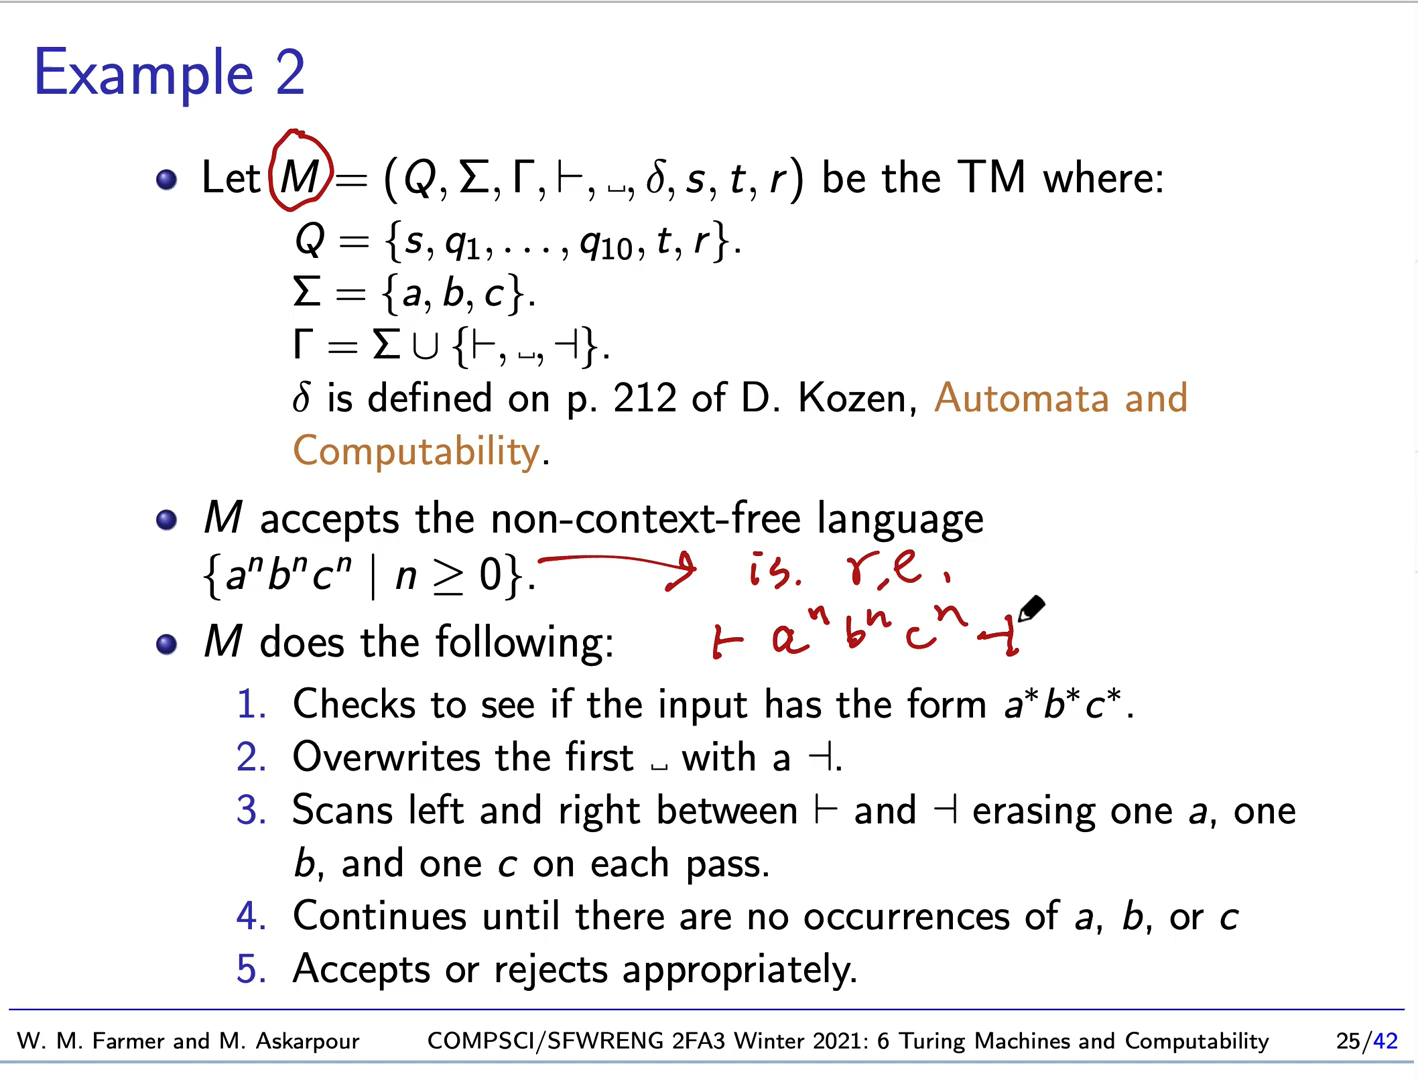 Example 2
Let M = (Q, Σ, Γ, ⊢, ␣, δ, s, t, r) be the TM where:
Q = {s, q₁, . . . , q₁₀, t, r}.
Σ = {a, b, c}.
Γ = Σ ∪ {⊢, ␣, ⊣}.
δ is defined on p. 212 of D. Kozen, Automata and
Computability.
M accepts the non-context-free language
{aⁿbⁿcⁿ | n ≥ 0}. is. r.e.
M does the following: ⊢ aⁿ bⁿ cⁿ ⊣
1. Checks to see if the input has the form a*b*c*.
2. Overwrites the first ␣ with a ⊣.
3. Scans left and right between ⊢ and ⊣ erasing one a, one
b, and one c on each pass.
4. Continues until there are no occurrences of a, b, or c
5. Accepts or rejects appropriately.
W. M. Farmer and M. Askarpour COMPSCI/SFWRENG 2FA3 Winter 2021: 6 Turing Machines and Computability 25/42